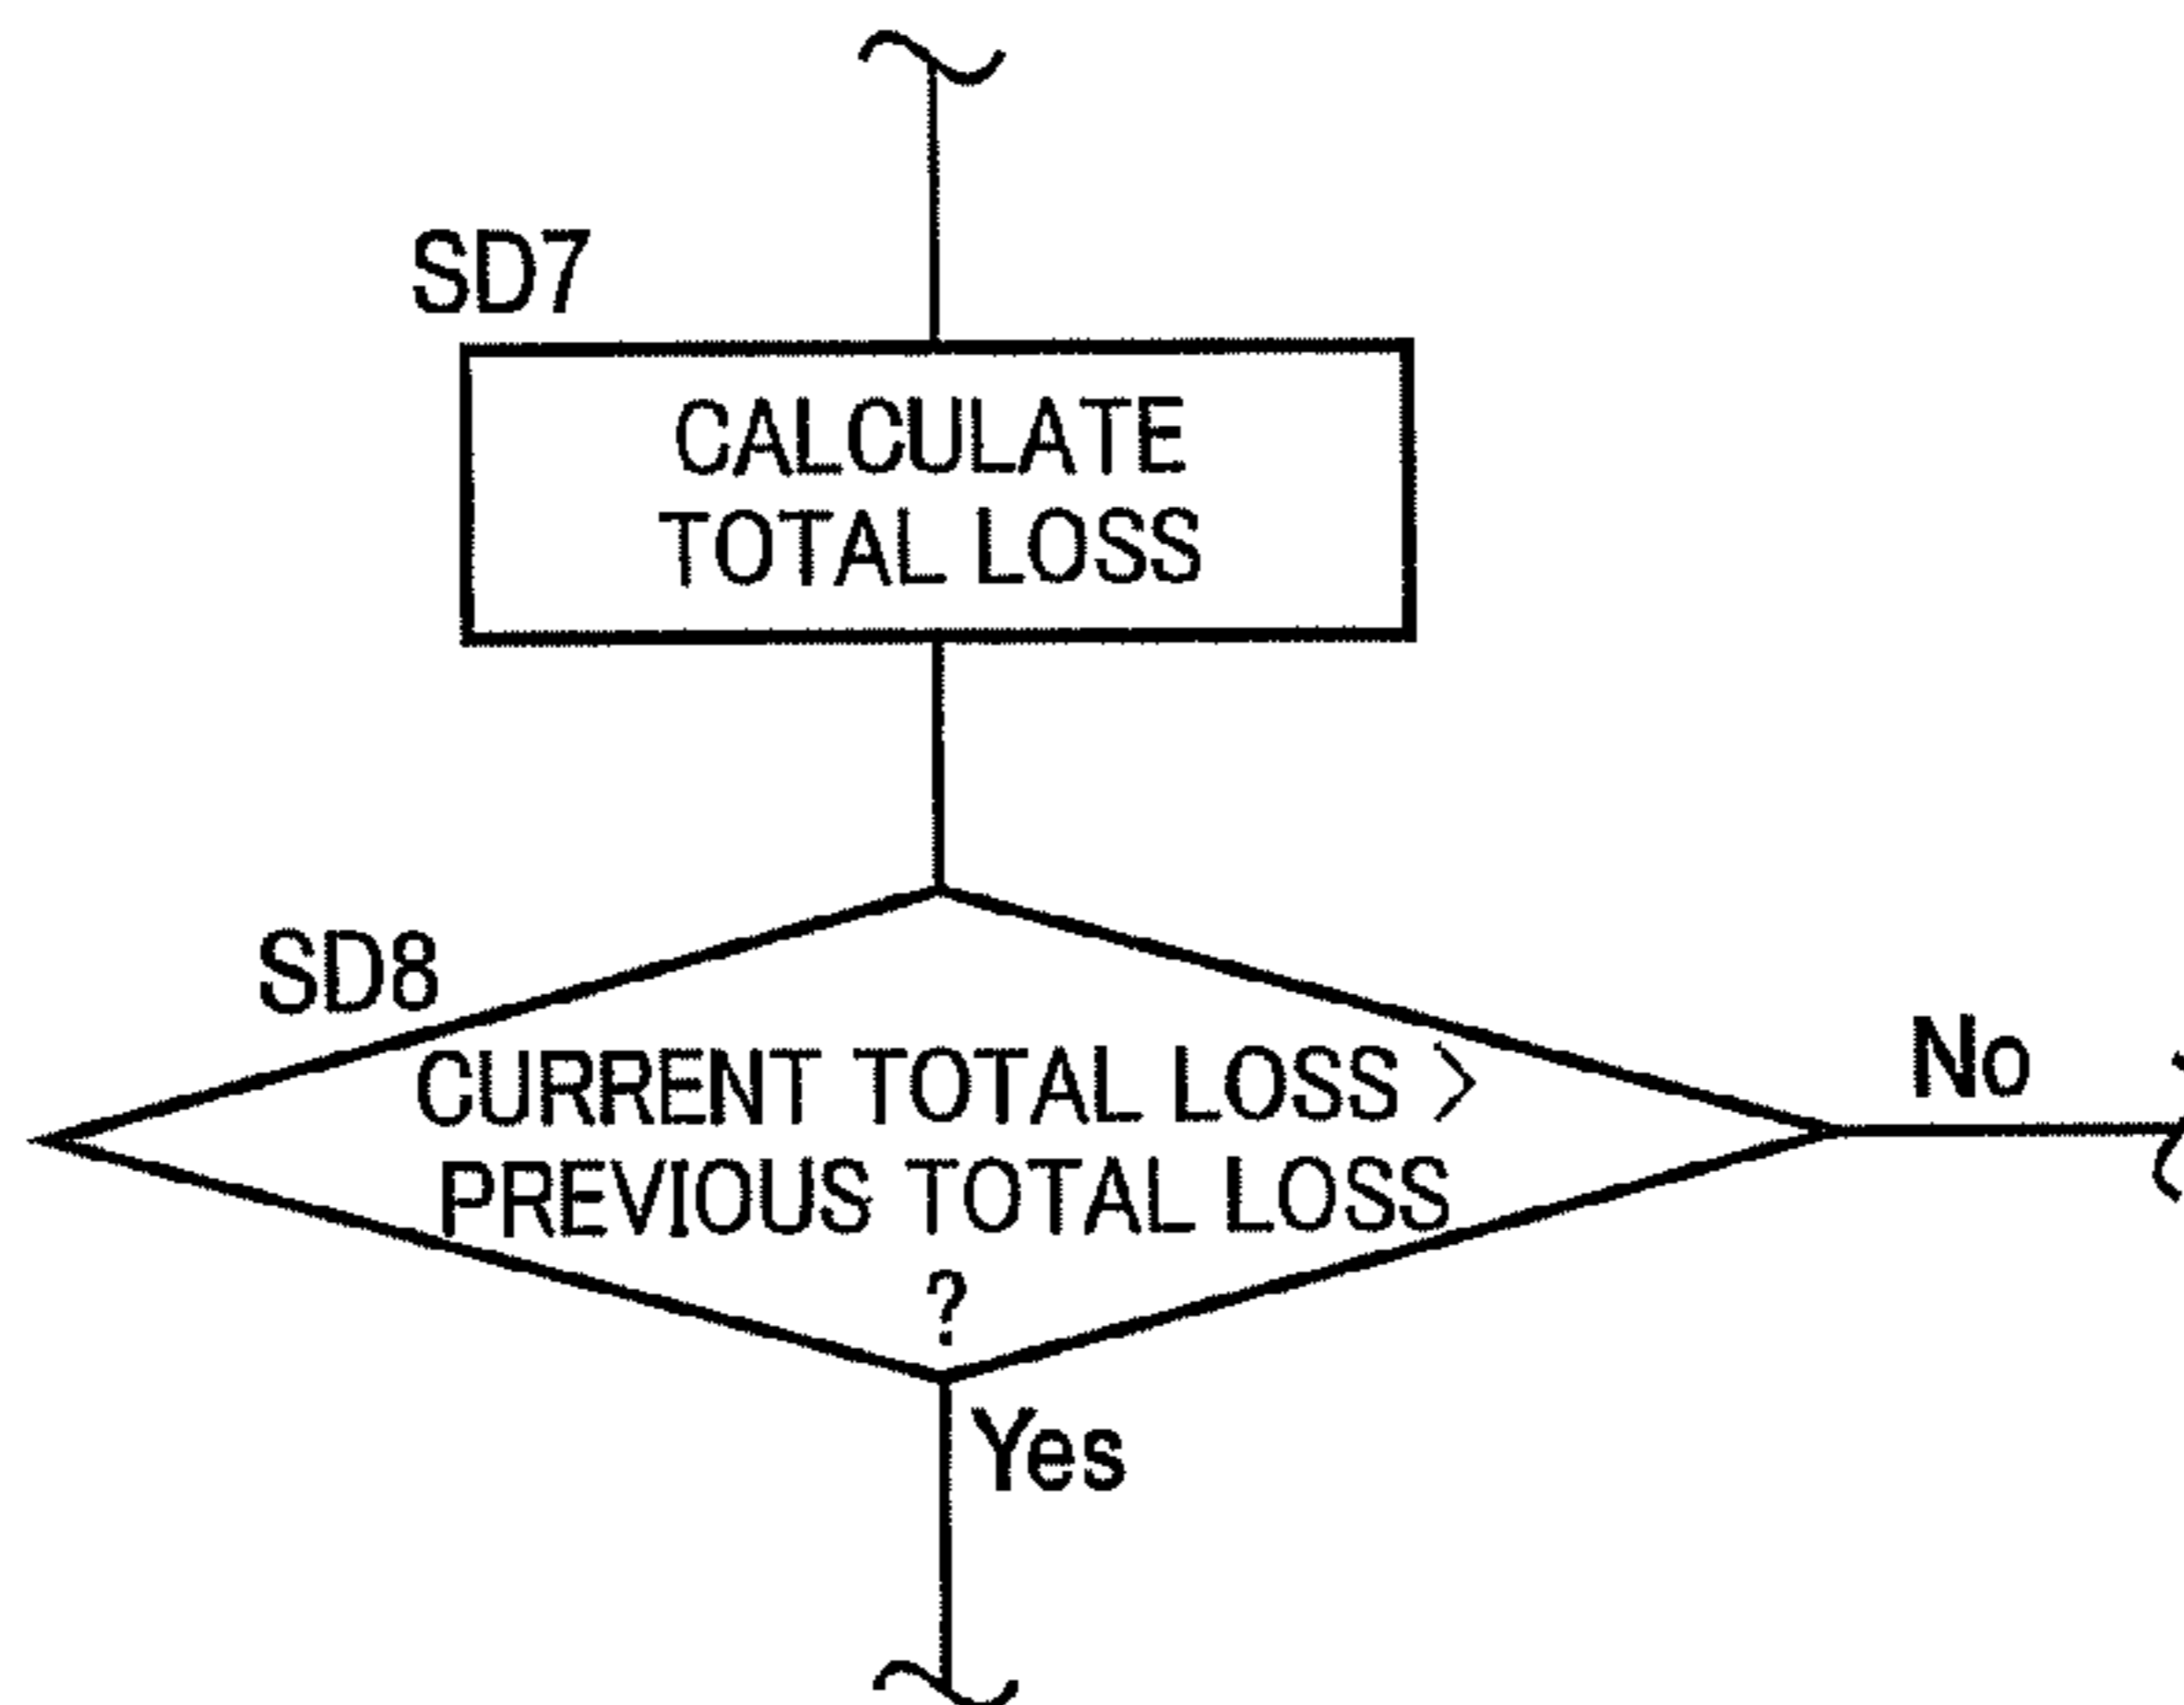 SD7
CALCULATE
TOTAL LOSS
SD8
CURRENT TOTAL LOSS >
PREVIOUS TOTAL LOSS
?
No
Yes